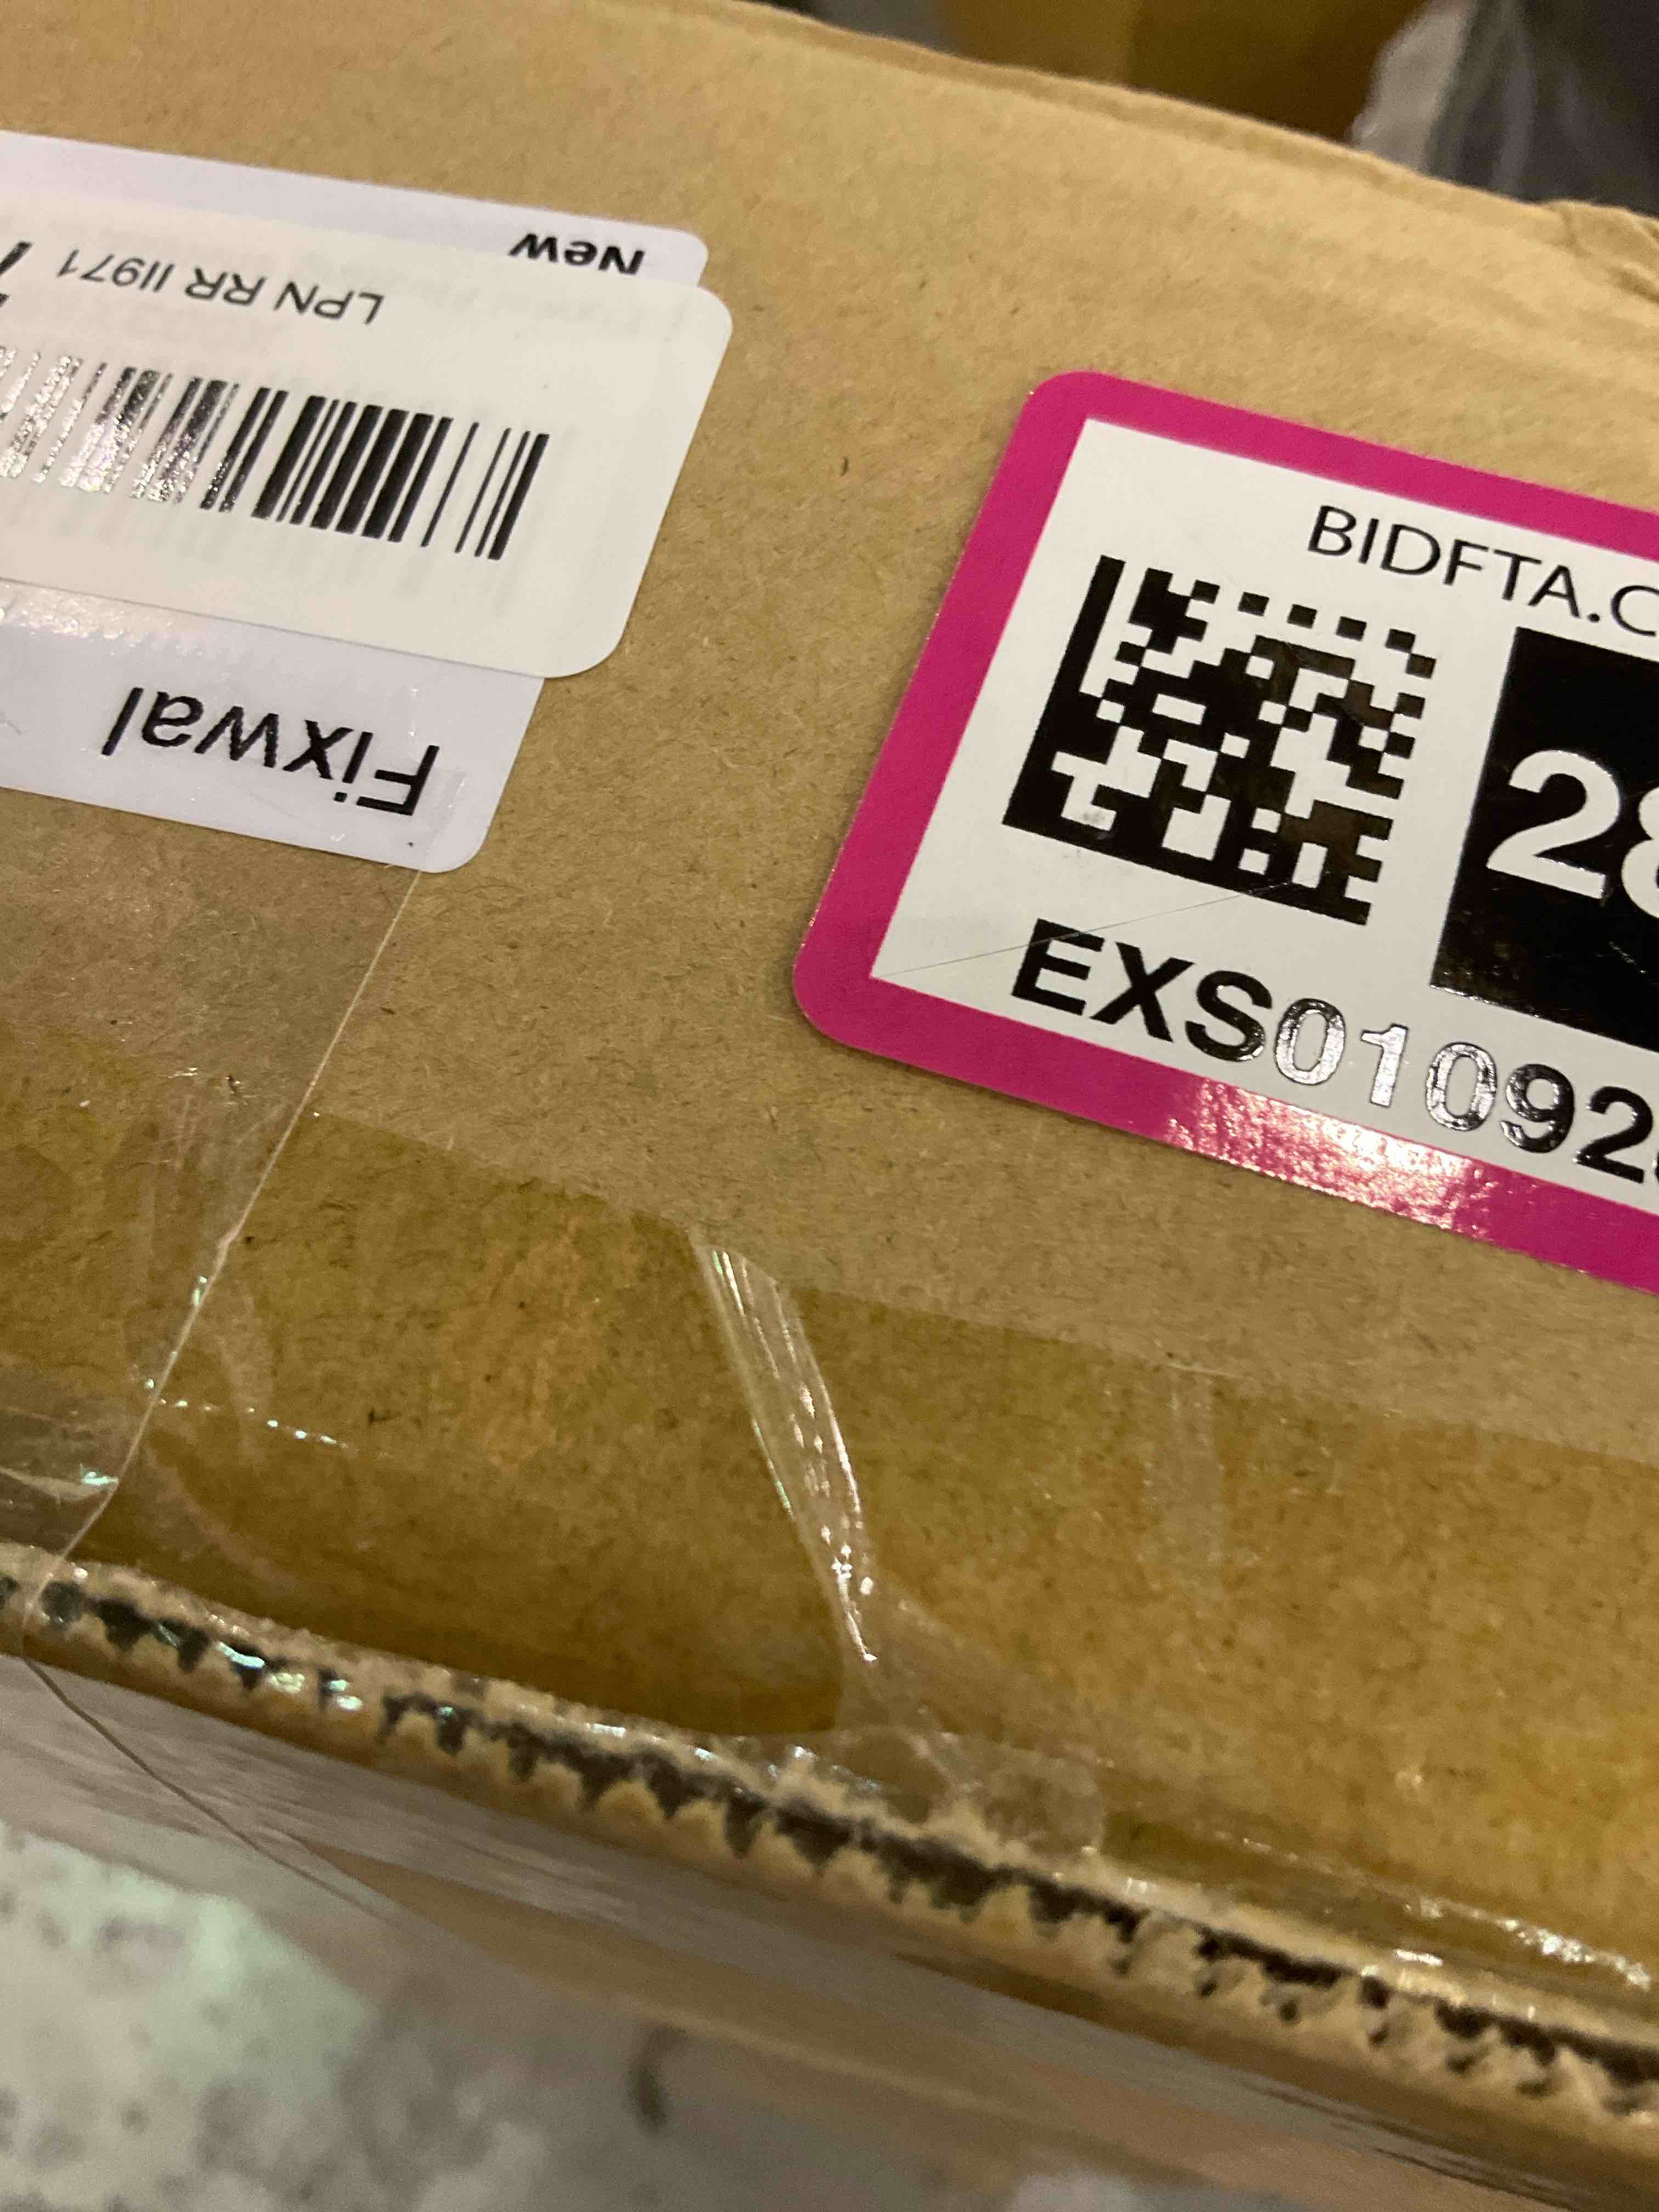 New
LPN RR II971
Fixwal
BIDFTA.C
28
EXS01092